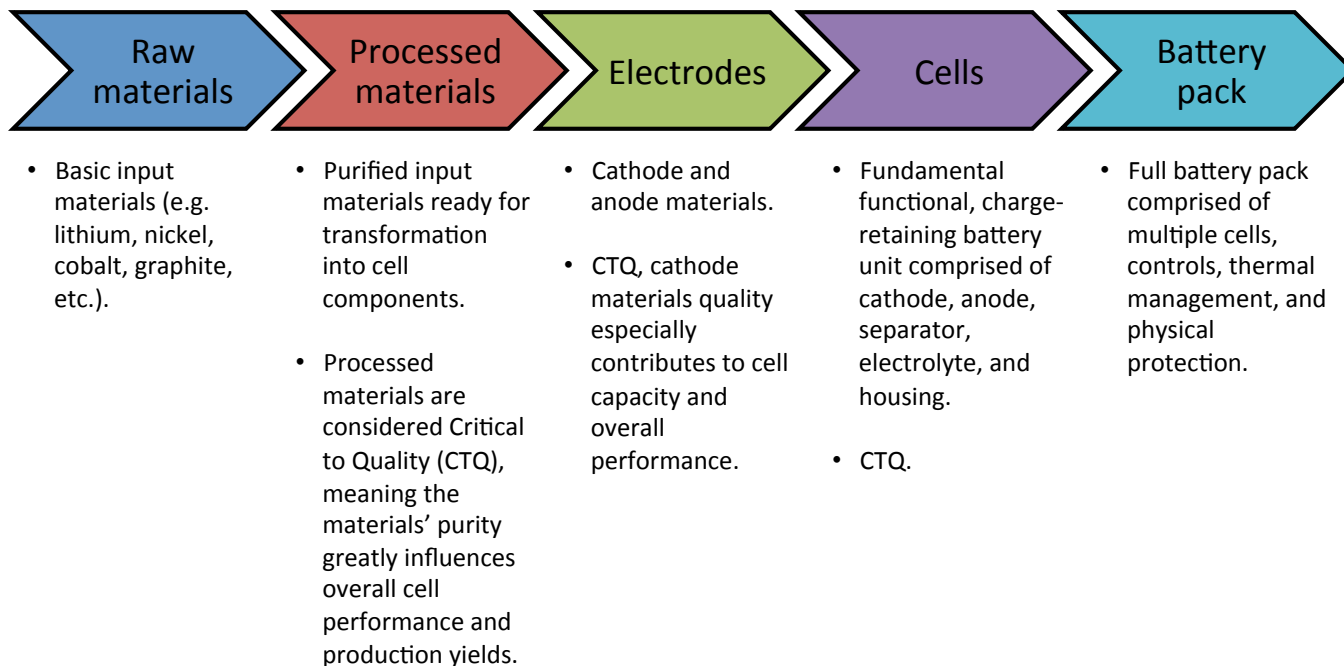 Raw
materials
Processed
materials
Electrodes
Cells
Battery
pack
• Basic input
materials (e.g.
lithium, nickel,
cobalt, graphite,
etc.).
• Purified input
materials ready for
transformation
into cell
components.
• Processed
materials are
considered Critical
to Quality (CTQ),
meaning the
materials’ purity
greatly influences
overall cell
performance and
production yields.
• Cathode and
anode materials.
• CTQ, cathode
materials quality
especially
contributes to cell
capacity and
overall
performance.
• Fundamental
functional, charge-
retaining battery
unit comprised of
cathode, anode,
separator,
electrolyte, and
housing.
• CTQ.
• Full battery pack
comprised of
multiple cells,
controls, thermal
management, and
physical
protection.